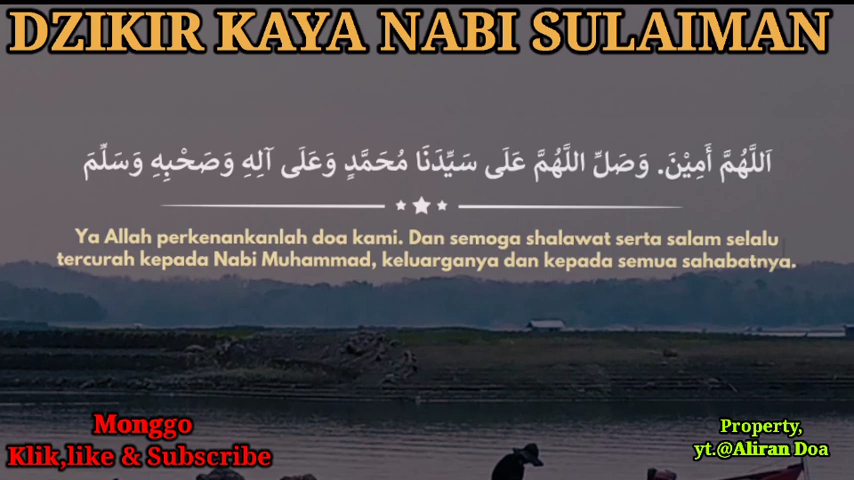 DZIKIR KAYA NABI SULAIMAN
اَللَّهُمَّ أَمِيْنَ. وَصَلِّ اللَّهُمَّ عَلَى سَيِّدَنَا مُحَمَّدٍ وَعَلَى آلِهِ وَصَحْبِهِ وَسَلِّمَ
Ya Allah perkenankanlah doa kami. Dan semoga shalawat serta salam selalu
tercurah kepada Nabi Muhammad, keluarganya dan kepada semua sahabatnya.
Monggo
Klik,like & Subscribe
Property,
yt.@Aliran Doa